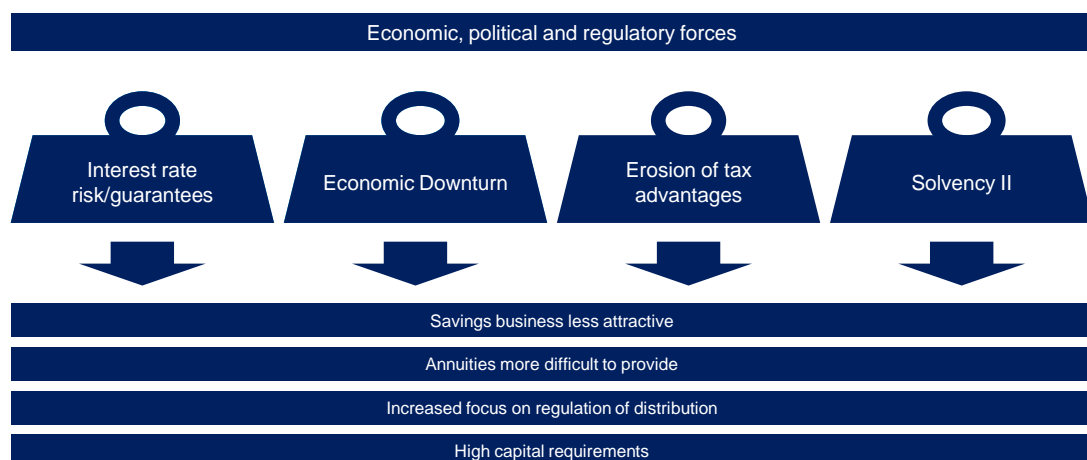 Economic, political and regulatory forces
Interest rate
risk/guarantees
Economic Downturn
Erosion of tax
advantages
Solvency II
Savings business less attractive
Annuities more difficult to provide
Increased focus on regulation of distribution
High capital requirements